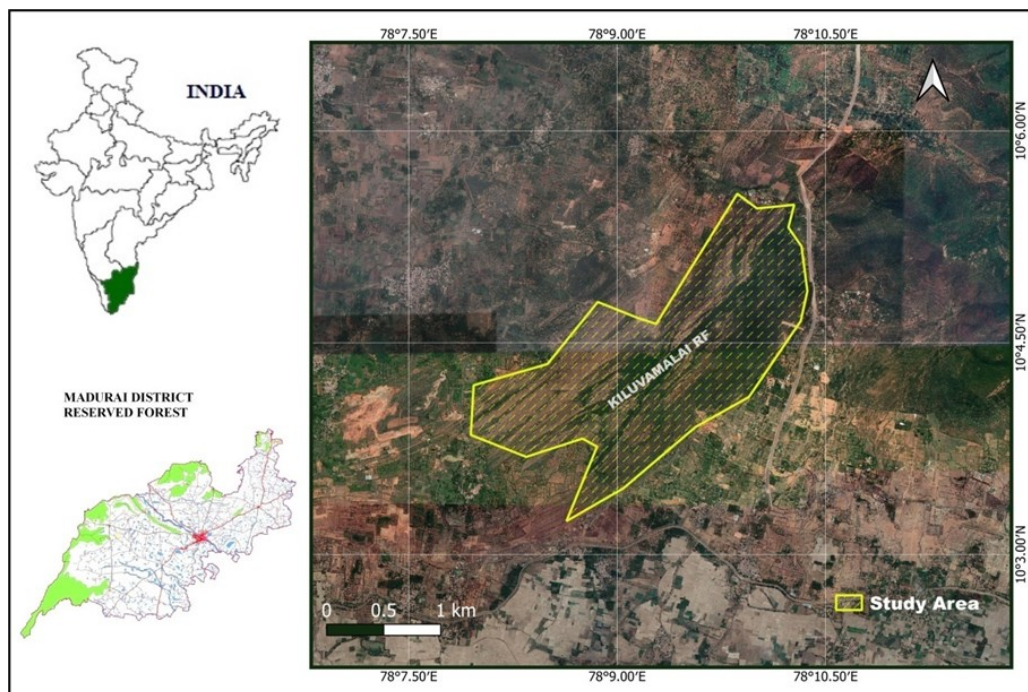 INDIA
MADURAI DISTRICT
RESERVED FOREST
78°7.50'E 78°9.00'E 78°10.50'E
10°6.00'N
10°4.50'N
10°3.00'N
KILUVAMALAI RF
0 0.5 1 km
Study Area
78°7.50'E 78°9.00'E 78°10.50'E